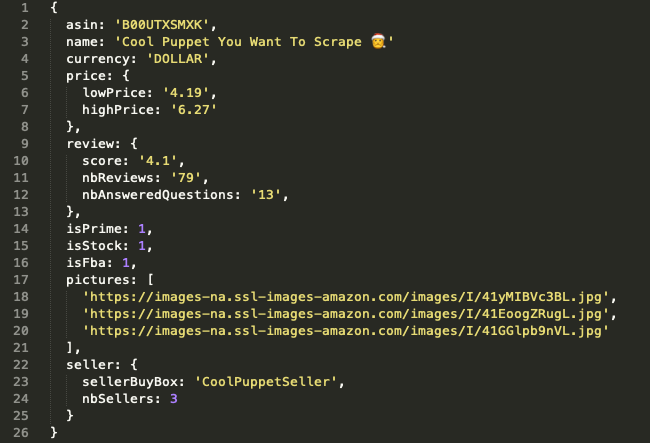 1 {
2   asin: 'B00UTXSMXK',
3   name: 'Cool Puppet You Want To Scrape 🎅'
4   currency: 'DOLLAR',
5   price: {
6     lowPrice: '4.19',
7     highPrice: '6.27'
8   },
9   review: {
10     score: '4.1',
11     nbReviews: '79',
12     nbAnsweredQuestions: '13',
13   },
14   isPrime: 1,
15   isStock: 1,
16   isFba: 1,
17   pictures: [
18     'https://images-na.ssl-images-amazon.com/images/I/41yMIBVc3BL.jpg',
19     'https://images-na.ssl-images-amazon.com/images/I/41EoogZRugL.jpg',
20     'https://images-na.ssl-images-amazon.com/images/I/41GGlpb9nVL.jpg'
21   ],
22   seller: {
23     sellerBuyBox: 'CoolPuppetSeller',
24     nbSellers: 3
25   }
26 }